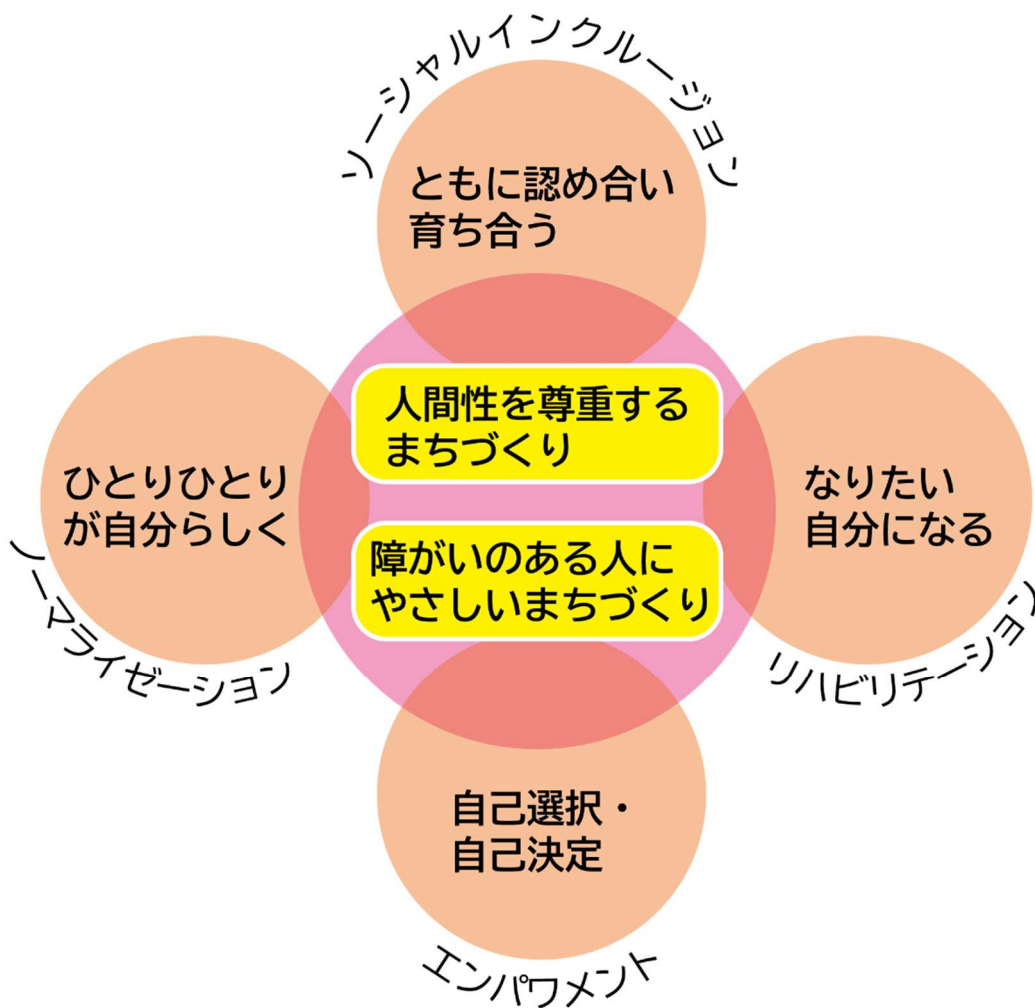 ソーシャルインクルージョン
ともに認め合い
育ち合う
人間性を尊重する
まちづくり
ひとりひとり
が自分らしく
ノーマライゼーション
なりたい
自分になる
リハビリテーション
障がいのある人に
やさしいまちづくり
自己選択・
自己決定
エンパワメント